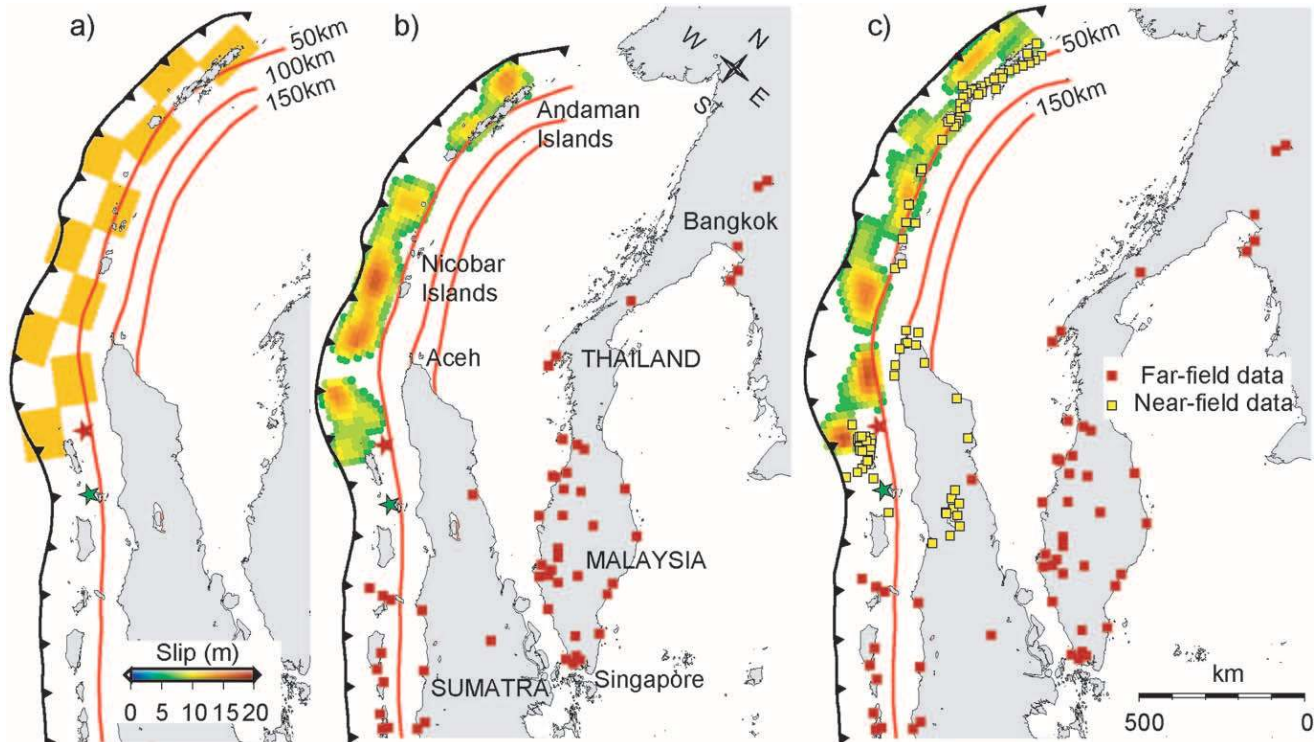 a)
50km
100km
150km
Slip (m)
0 5 10 15 20
b)
Andaman
Islands
Nicobar
Islands
Aceh
W N
S E
Bangkok
THAILAND
MALAYSIA
SUMATRA
Singapore
c)
50km
150km
Far-field data
Near-field data
km
500 0